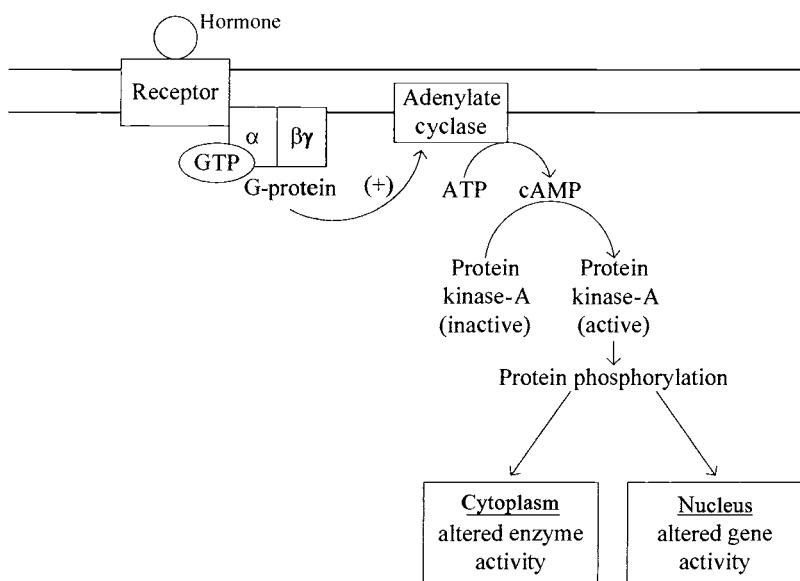 Hormone
Receptor
α
βγ
GTP
G-protein
(+)
Adenylate
cyclase
ATP
cAMP
Protein
kinase-A
(inactive)
Protein
kinase-A
(active)
Protein phosphorylation
Cytoplasm
altered enzyme
activity
Nucleus
altered gene
activity